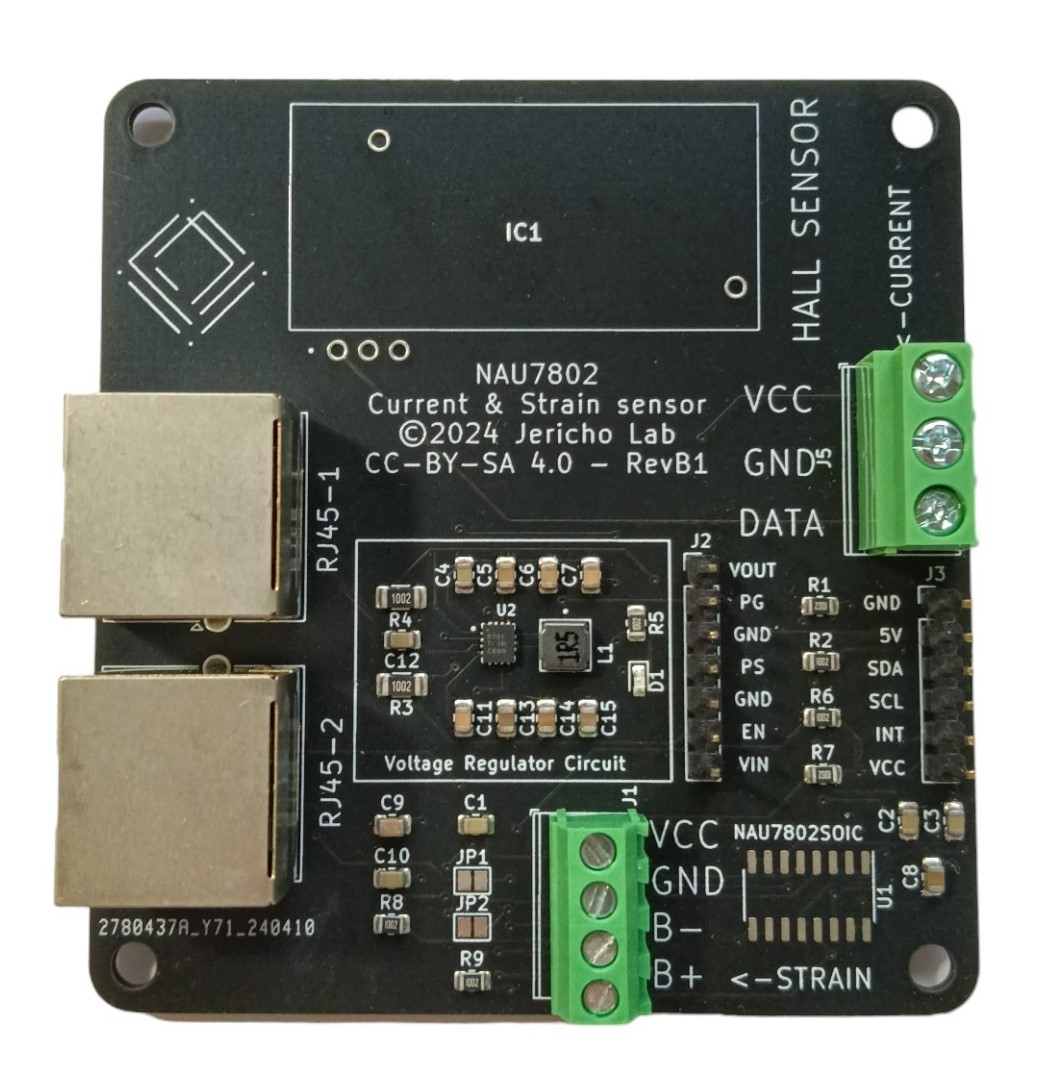 HALL SENSOR
<-CURRENT
IC1
NAU7802
Current & Strain sensor
©2024 Jericho Lab
CC-BY-SA 4.0 - RevB1
VCC
GND
DATA
J5
RJ45-1
RJ45-2
C4
C5
C6
C7
U2
R4
C12
R3
1002
1002
1R5
L1
R5
D1
C11
C13
C14
C15
Voltage Regulator Circuit
J2
VOUT
PG
GND
PS
GND
EN
VIN
R1
R2
R6
R7
J3
GND
5V
SDA
SCL
INT
VCC
C9
C1
C10
JP1
JP2
R8
R9
J1
VCC
GND
B-
B+
NAU7802SOIC
U1
C2
C3
C8
<-STRAIN
2780437A_Y71_240410